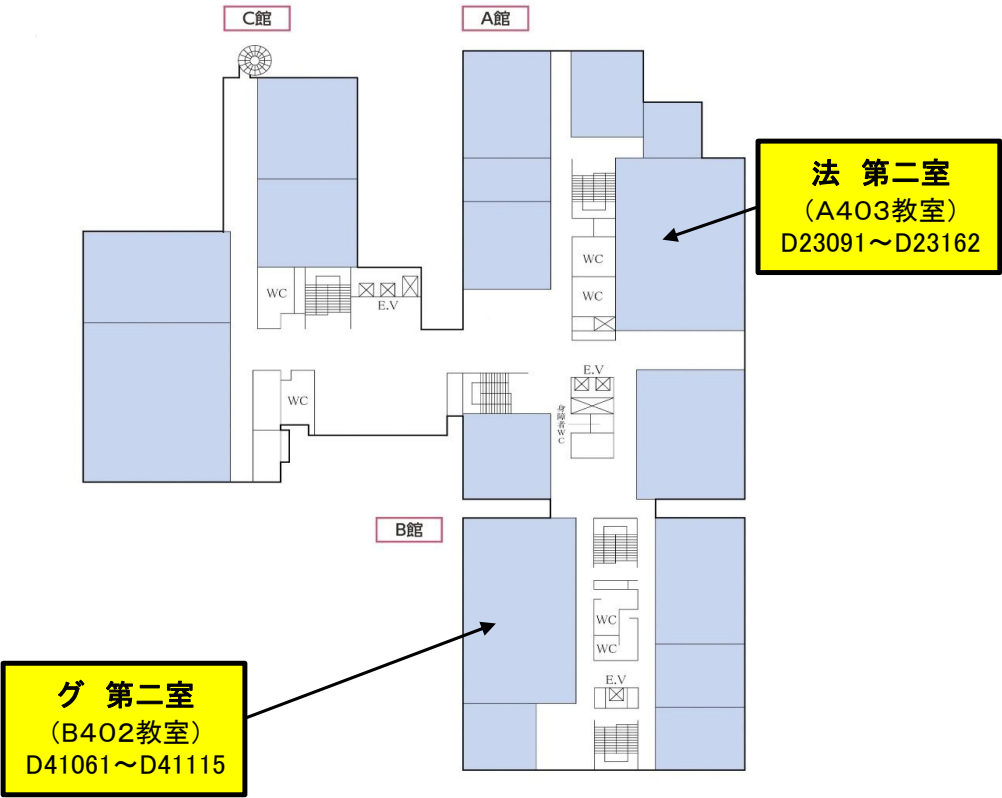 C館
A館
法 第二室
（A403教室）
D23091～D23162
WC
WC
WC
E.V
E.V
WC
身障者WC
B館
WC
WC
E.V
グ 第二室
（B402教室）
D41061～D41115